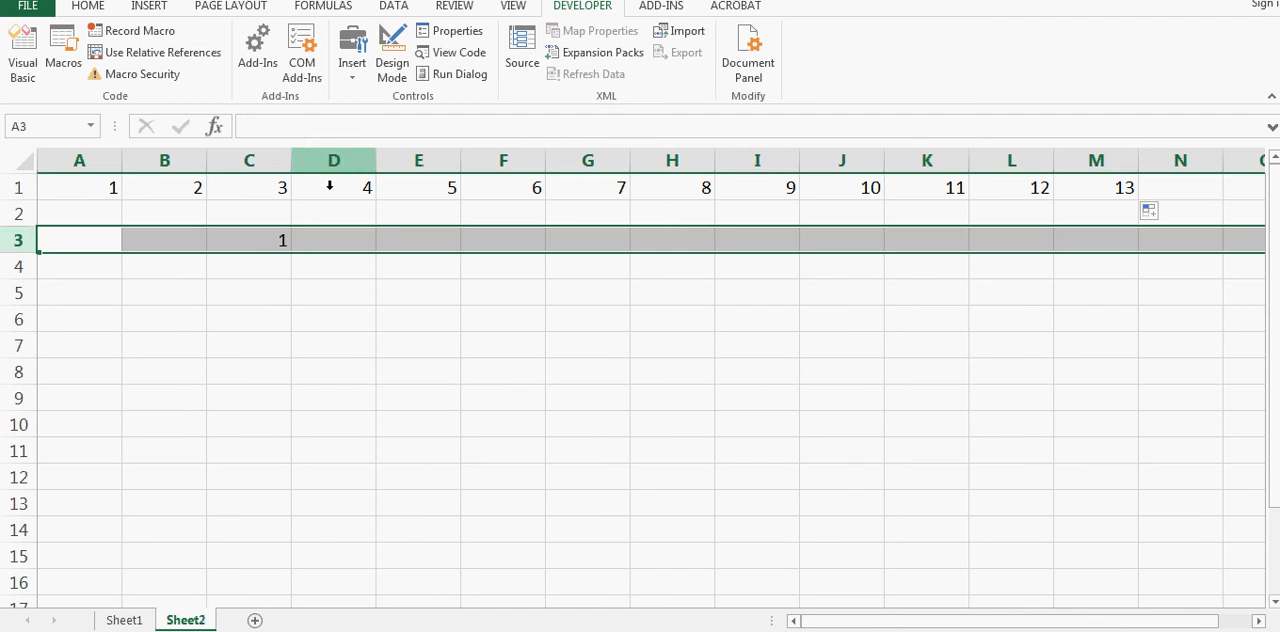 FILE HOME INSERT PAGE LAYOUT FORMULAS DATA REVIEW VIEW DEVELOPER ADD-INS ACROBAT Sign
Visual Basic
Macros
Record Macro
Use Relative References
Macro Security
Code
Add-Ins
COM Add-Ins
Add-Ins
Insert
Design Mode
Properties
View Code
Run Dialog
Controls
Source
Map Properties
Expansion Packs
Refresh Data
Import
Export
XML
Document Panel
Modify
A3
fx
A B C D E F G H I J K L M N
1 1 2 3 4 5 6 7 8 9 10 11 12 13
2
3 1
4
5
6
7
8
9
10
11
12
13
14
15
16
17
Sheet1 Sheet2